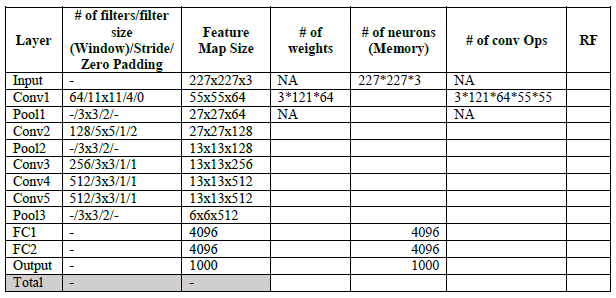 Layer | # of filters/filter size (Window)/Stride/ Zero Padding | Feature Map Size | # of weights | # of neurons (Memory) | # of conv Ops | RF
Input | - | 227x227x3 | NA | 227*227*3 | NA |
Conv1 | 64/11x11/4/0 | 55x55x64 | 3*121*64 | | 3*121*64*55*55 |
Pool1 | -/3x3/2/- | 27x27x64 | NA | | NA |
Conv2 | 128/5x5/1/2 | 27x27x128 | | | |
Pool2 | -/3x3/2/- | 13x13x128 | | | |
Conv3 | 256/3x3/1/1 | 13x13x256 | | | |
Conv4 | 512/3x3/1/1 | 13x13x512 | | | |
Conv5 | 512/3x3/1/1 | 13x13x512 | | | |
Pool3 | -/3x3/2/- | 6x6x512 | | | |
FC1 | - | 4096 | | 4096 | |
FC2 | - | 4096 | | 4096 | |
Output | - | 1000 | | 1000 | |
Total | - | - | | | |